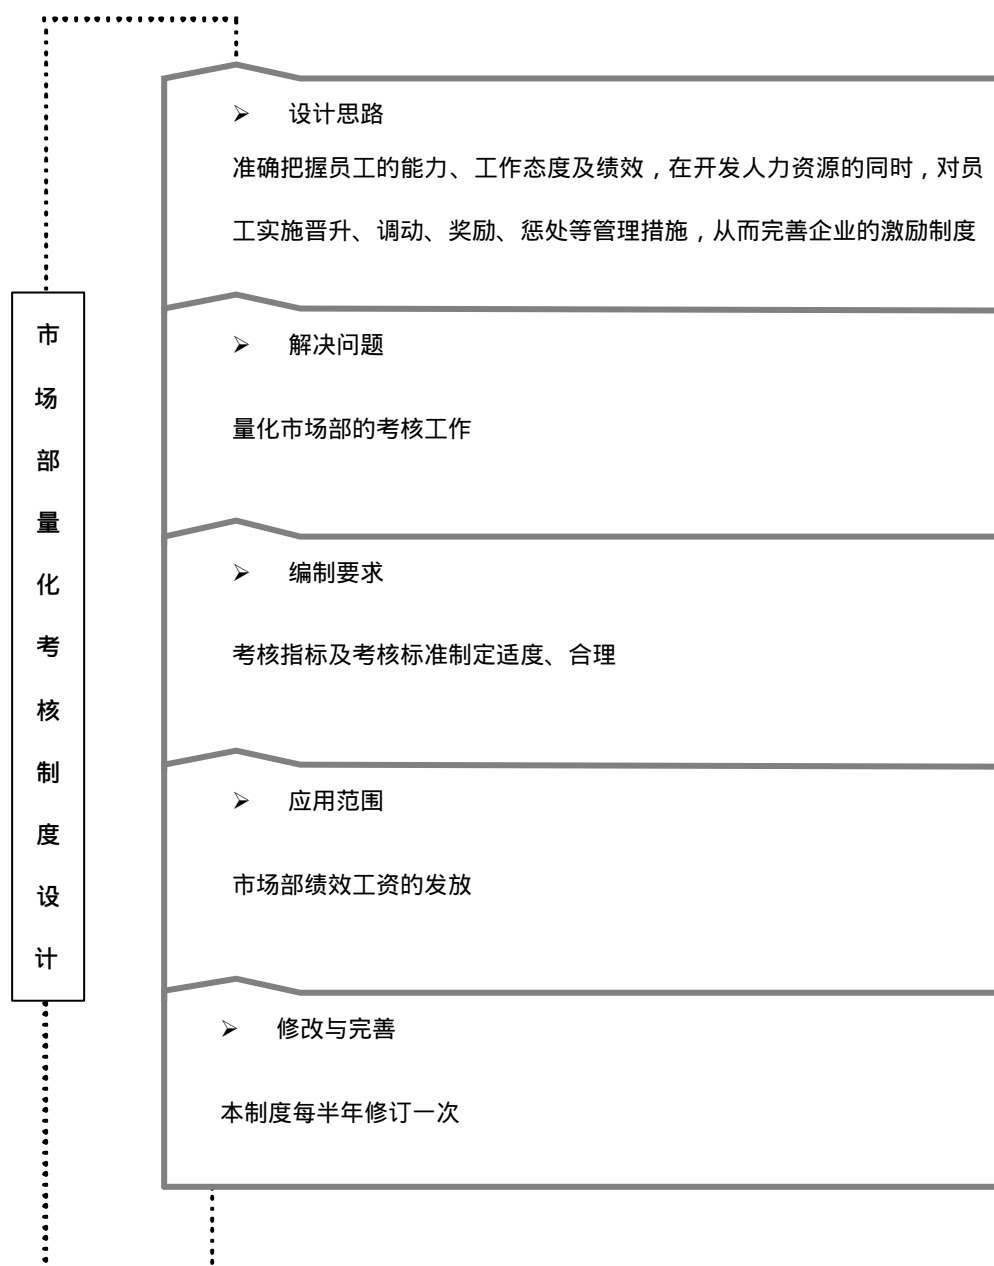 市场部量化考核制度设计
➢ 设计思路
准确把握员工的能力、工作态度及绩效，在开发人力资源的同时，对员
工实施晋升、调动、奖励、惩处等管理措施，从而完善企业的激励制度
➢ 解决问题
量化市场部的考核工作
➢ 编制要求
考核指标及考核标准制定适度、合理
➢ 应用范围
市场部绩效工资的发放
➢ 修改与完善
本制度每半年修订一次